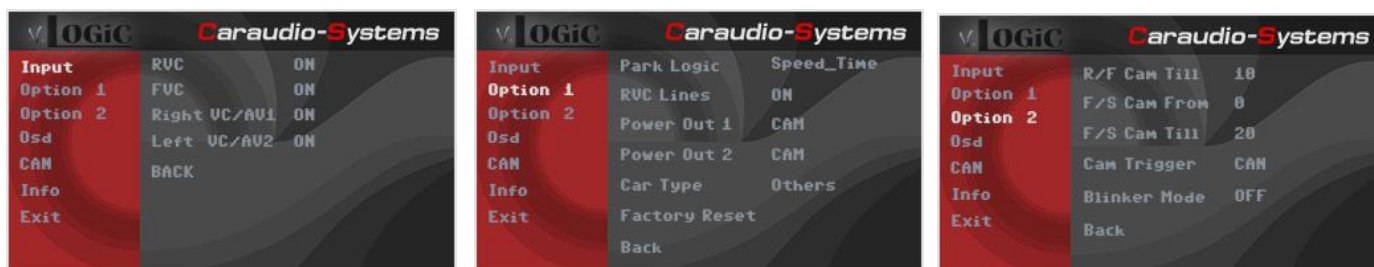 v.LOGiC Caraudio-Systems
Input RVC ON
Option 1 FVC ON
Option 2 Right VC/AV1 ON
Osd Left VC/AV2 ON
CAN BACK
Info
Exit
v.LOGiC Caraudio-Systems
Input Park Logic Speed_Time
Option 1 RVC Lines ON
Option 2 Power Out 1 CAM
Osd Power Out 2 CAM
CAN Car Type Others
Info Factory Reset
Exit Back
v.LOGiC Caraudio-Systems
Input R/F Cam Till 10
Option 1 F/S Cam From 0
Option 2 F/S Cam Till 20
Osd Cam Trigger CAN
CAN Blinker Mode OFF
Info Back
Exit